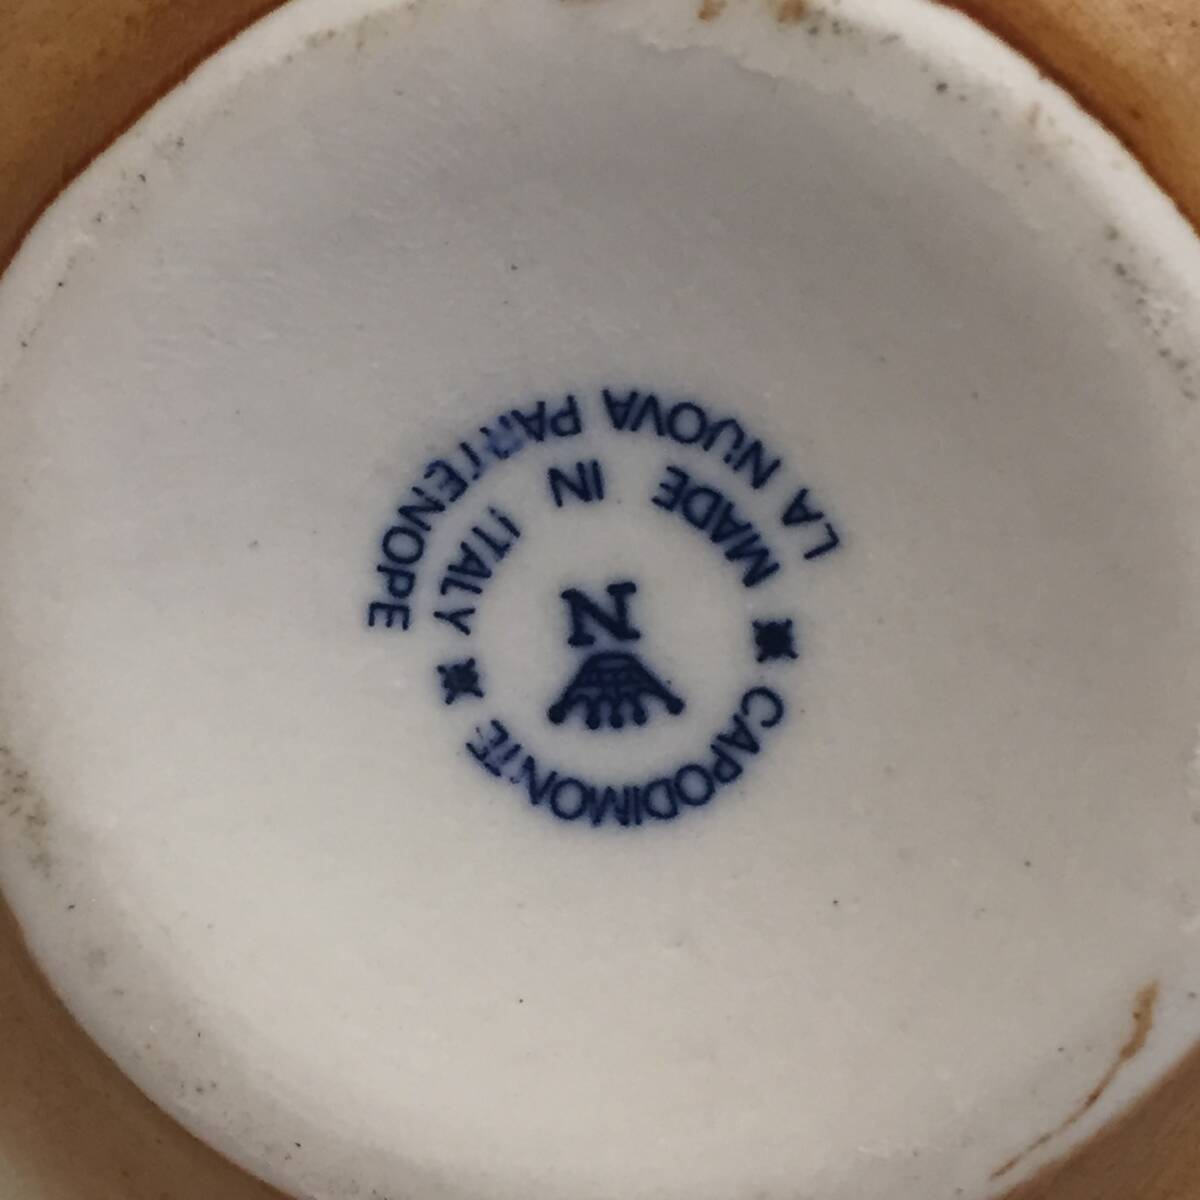 CAPODIMONTE
N
MADE IN ITALY
LA NUOVA PARTENOPE